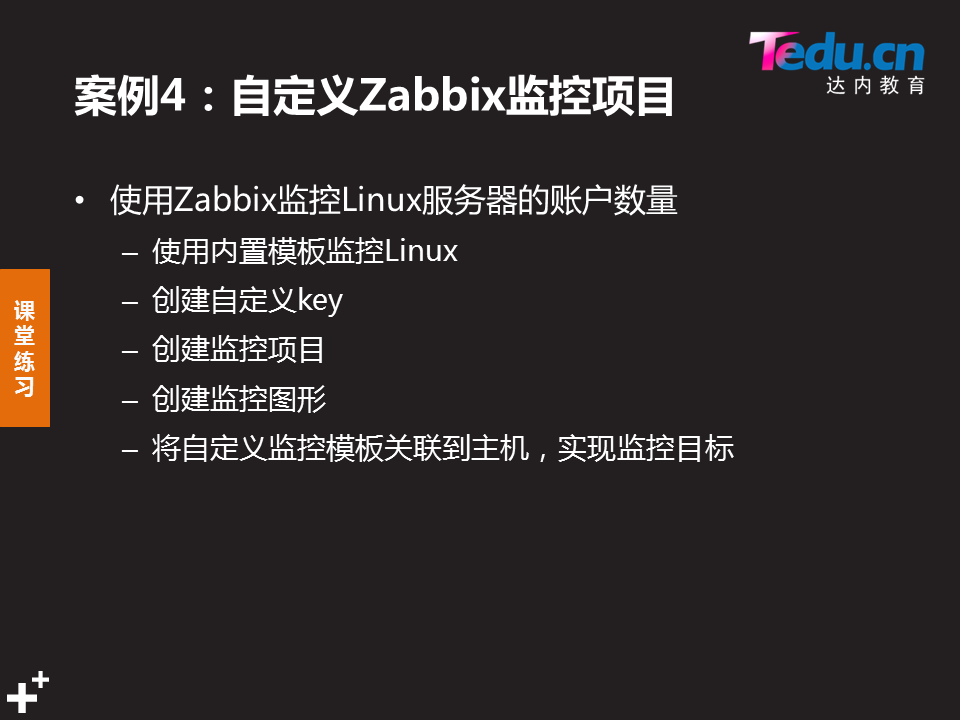 Tedu.cn
达内教育
案例4：自定义Zabbix监控项目
• 使用Zabbix监控Linux服务器的账户数量
– 使用内置模板监控Linux
– 创建自定义key
– 创建监控项目
– 创建监控图形
– 将自定义监控模板关联到主机，实现监控目标
课
堂
练
习